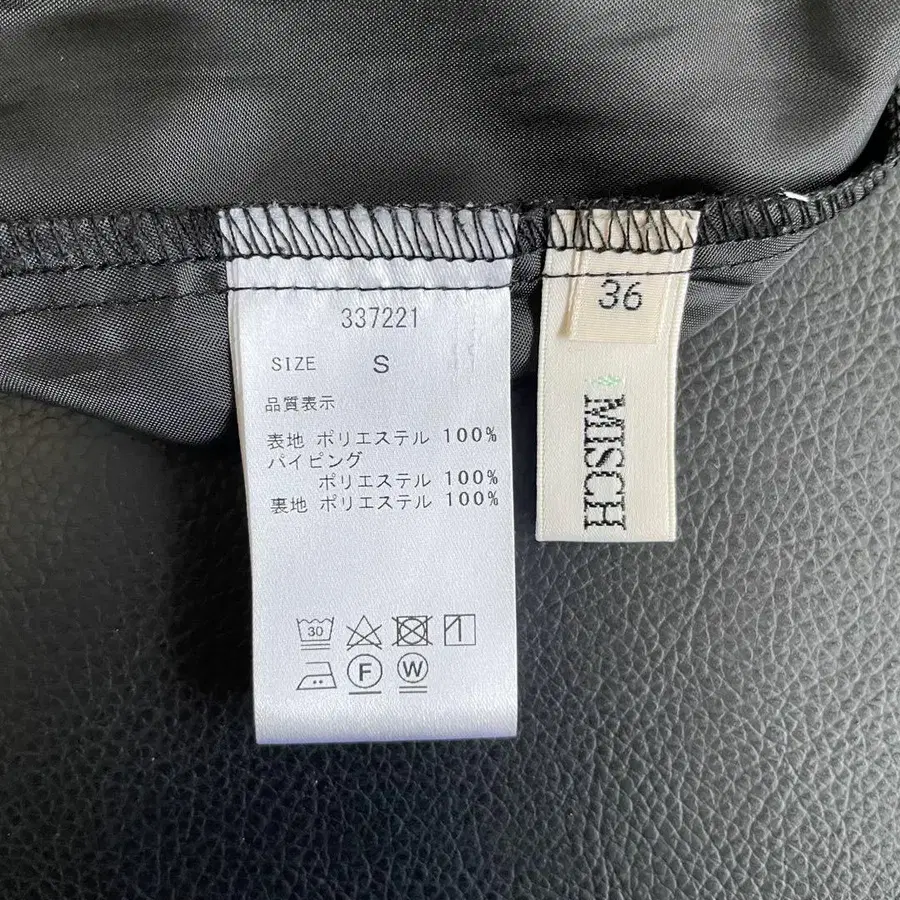 337221
SIZE S
品質表示
表地 ポリエステル 100%
パイピング
ポリエステル 100%
裏地 ポリエステル 100%
30
F W
36
MISCH